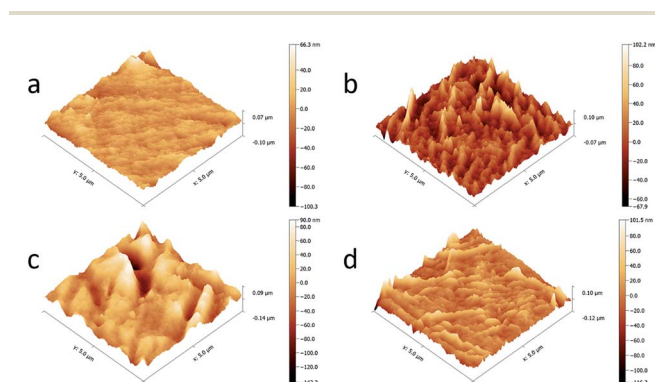 a
66.3 nm
40.0
20.0
0.0
-20.0
-40.0
-60.0
-80.0
-100.3
0.07 µm
-0.10 µm
y: 5.0 µm
x: 5.0 µm
b
102.2 nm
80.0
60.0
40.0
20.0
0.0
-20.0
-40.0
-60.0
-67.9
0.10 µm
-0.07 µm
y: 5.0 µm
x: 5.0 µm
c
90.0 nm
80.0
60.0
40.0
20.0
0.0
-20.0
-40.0
-60.0
-80.0
-100.0
-120.0
0.09 µm
-0.14 µm
y: 5.0 µm
x: 5.0 µm
d
101.5 nm
80.0
60.0
40.0
20.0
0.0
-20.0
-40.0
-60.0
-80.0
-100.0
0.10 µm
-0.12 µm
y: 5.0 µm
x: 5.0 µm